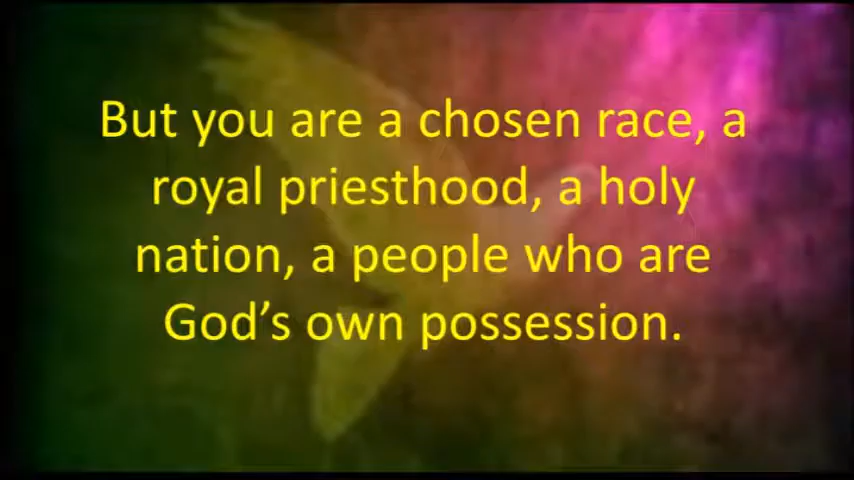 But you are a chosen race, a
royal priesthood, a holy
nation, a people who are
God’s own possession.